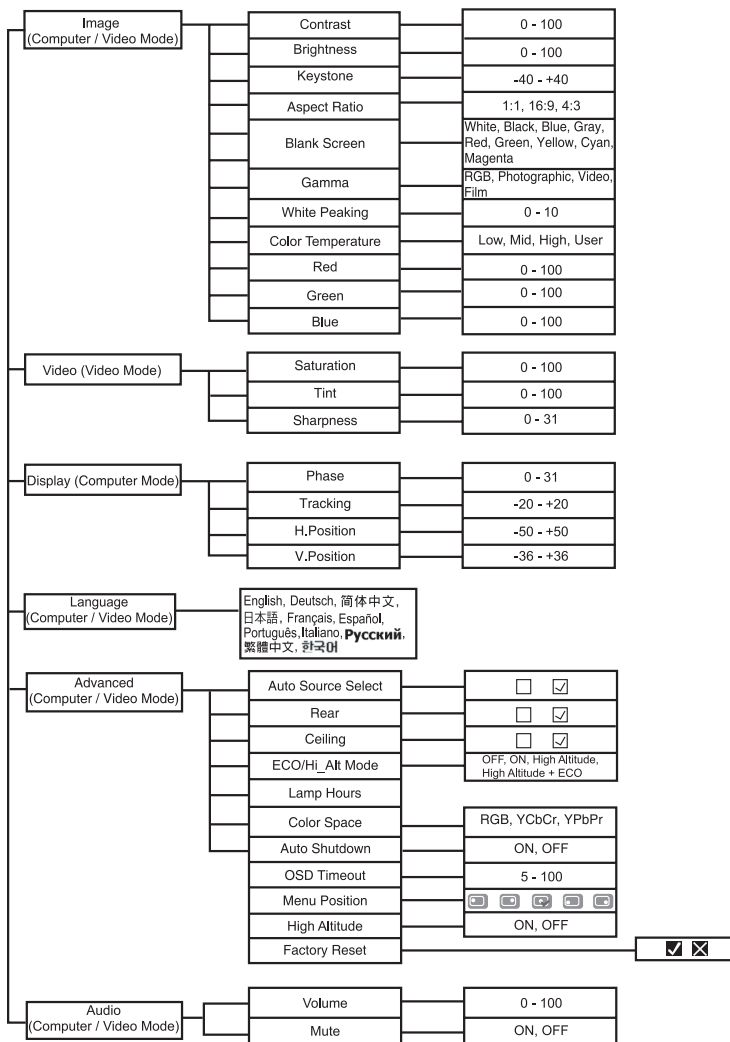 Image
(Computer / Video Mode)
Contrast
0 - 100
Brightness
0 - 100
Keystone
-40 - +40
Aspect Ratio
1:1, 16:9, 4:3
Blank Screen
White, Black, Blue, Gray,
Red, Green, Yellow, Cyan,
Magenta
Gamma
RGB, Photographic, Video,
Film
White Peaking
0 - 10
Color Temperature
Low, Mid, High, User
Red
0 - 100
Green
0 - 100
Blue
0 - 100
Video (Video Mode)
Saturation
0 - 100
Tint
0 - 100
Sharpness
0 - 31
Display (Computer Mode)
Phase
0 - 31
Tracking
-20 - +20
H.Position
-50 - +50
V.Position
-36 - +36
Language
(Computer / Video Mode)
English, Deutsch, 简体中文,
日本語, Français, Español,
Português,Italiano, Русский,
繁體中文, 한국어
Advanced
(Computer / Video Mode)
Auto Source Select
Rear
Ceiling
ECO/Hi_Alt Mode
OFF, ON, High Altitude,
High Altitude + ECO
Lamp Hours
Color Space
RGB, YCbCr, YPbPr
Auto Shutdown
ON, OFF
OSD Timeout
5 - 100
Menu Position
High Altitude
ON, OFF
Factory Reset
Audio
(Computer / Video Mode)
Volume
0 - 100
Mute
ON, OFF